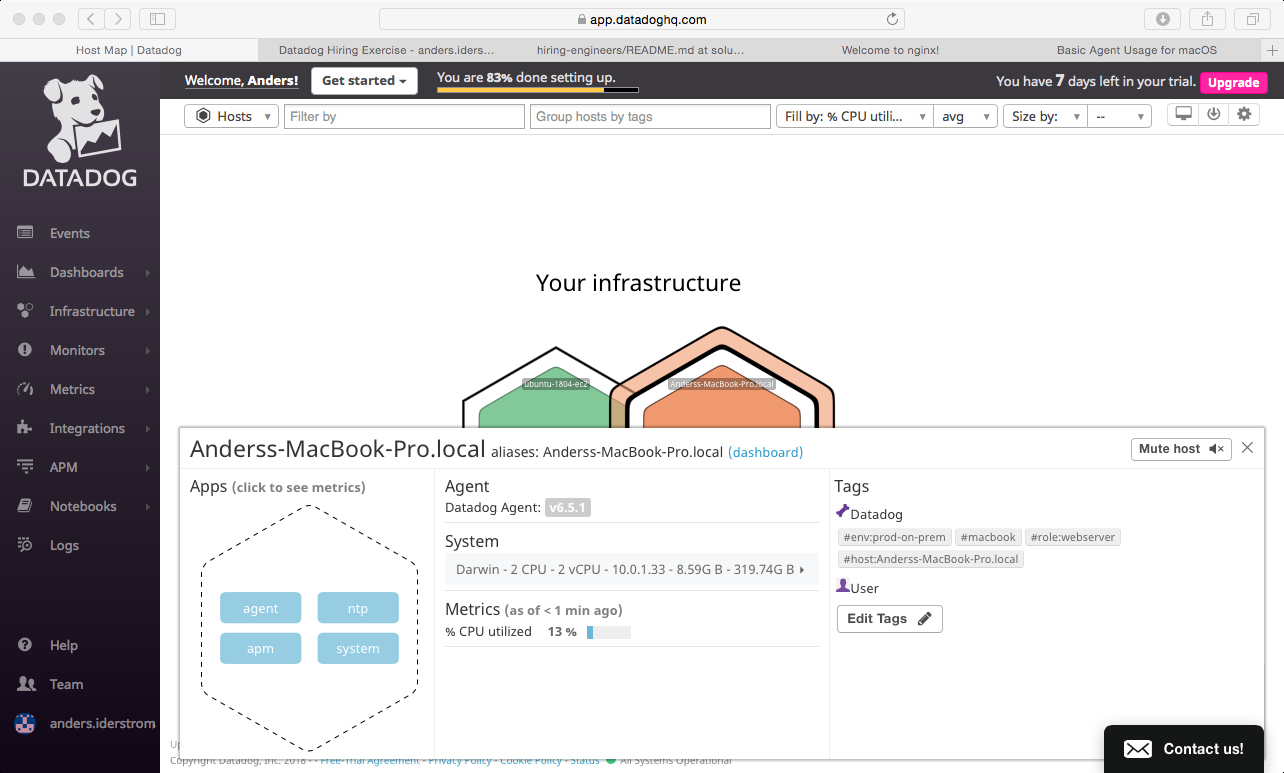 app.datadoghq.com
Host Map | Datadog
Datadog Hiring Exercise - anders.iders...
hiring-engineers/README.md at solu...
Welcome to nginx!
Basic Agent Usage for macOS
DATADOG
Events
Dashboards
Infrastructure
Monitors
Metrics
Integrations
APM
Notebooks
Logs
Help
Team
anders.iderstrom
Welcome, Anders!
Get started
You are 83% done setting up.
You have 7 days left in your trial.
Upgrade
Hosts
Filter by
Group hosts by tags
Fill by: % CPU utili...
avg
Size by:
--
Your infrastructure
ubuntu-1804-ec2
Anderss-MacBook-Pro.local
Anderss-MacBook-Pro.local aliases: Anderss-MacBook-Pro.local (dashboard)
Mute host
Apps (click to see metrics)
agent
ntp
apm
system
Agent
Datadog Agent: v6.5.1
System
Darwin - 2 CPU - 2 vCPU - 10.0.1.33 - 8.59G B - 319.74G B
Metrics (as of < 1 min ago)
% CPU utilized 13 %
Tags
Datadog
#env:prod-on-prem #macbook #role:webserver
#host:Anderss-MacBook-Pro.local
User
Edit Tags
Copyright Datadog, Inc. 2018 - - Free-Trial Agreement - Privacy Policy - Cookie Policy - Status All Systems Operational
Contact us!